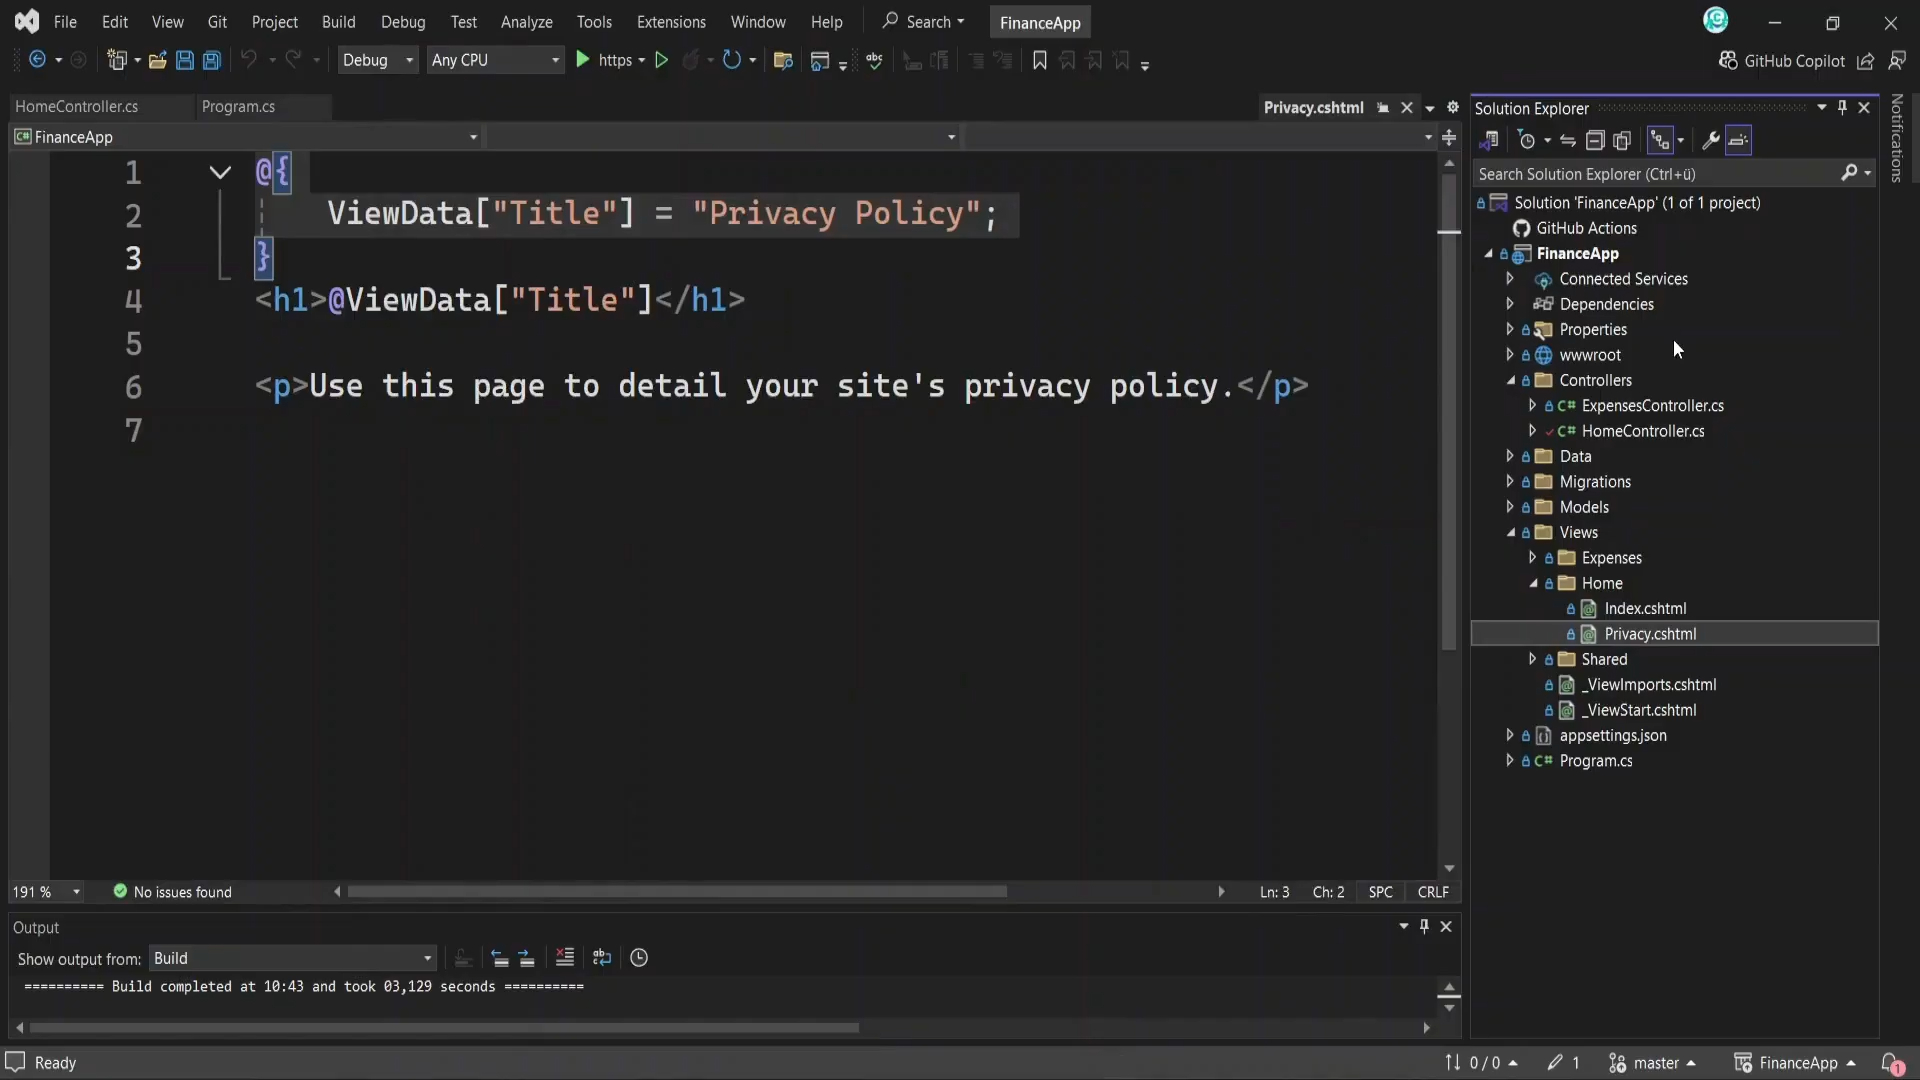 File Edit View Git Project Build Debug Test Analyze Tools Extensions Window Help Search FinanceApp
Debug Any CPU https GitHub Copilot
HomeController.cs Program.cs Privacy.cshtml
FinanceApp
1 @{
2 ViewData["Title"] = "Privacy Policy";
3 }
4 <h1>@ViewData["Title"]</h1>
5
6 <p>Use this page to detail your site's privacy policy.</p>
7
191 % No issues found Ln: 3 Ch: 2 SPC CRLF
Output
Show output from: Build
========== Build completed at 10:43 and took 03,129 seconds ==========
Solution Explorer
Search Solution Explorer (Ctrl+ü)
Solution 'FinanceApp' (1 of 1 project)
GitHub Actions
FinanceApp
Connected Services
Dependencies
Properties
wwwroot
Controllers
C# ExpensesController.cs
C# HomeController.cs
Data
Migrations
Models
Views
Expenses
Home
Index.cshtml
Privacy.cshtml
Shared
_ViewImports.cshtml
_ViewStart.cshtml
appsettings.json
C# Program.cs
Notifications
Ready 0 / 0 1 master FinanceApp 1